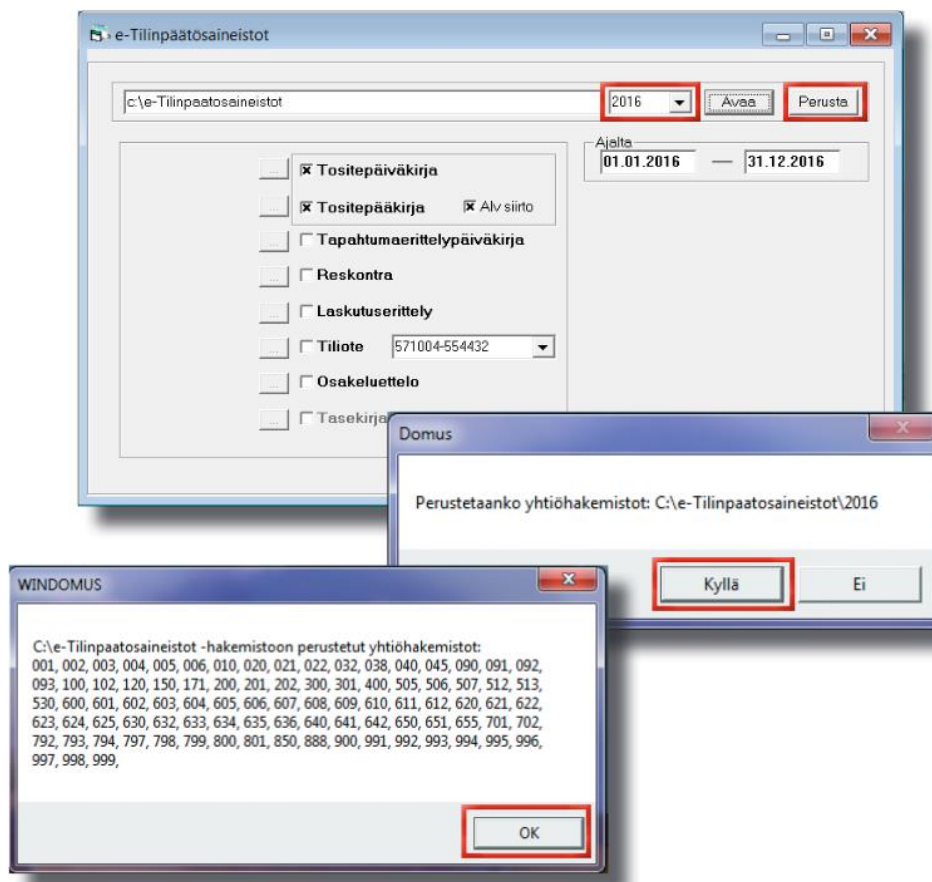 e-Tilinpäätösaineistot
c:\e-Tilinpaatosaineistot 2016 Avaa Perusta
Ajalta
01.01.2016 — 31.12.2016
... Tositepäiväkirja
... Tositepääkirja Alv siirto
... Tapahtumaerittelypäiväkirja
... Reskontra
... Laskutuserittely
... Tiliote 571004-554432
... Osakeluettelo
... Tasekirja
Domus
Perustetaanko yhtiöhakemistot: C:\e-Tilinpaatosaineistot\2016
Kyllä Ei
WINDOMUS
C:\e-Tilinpaatosaineistot -hakemistoon perustetut yhtiöhakemistot:
001, 002, 003, 004, 005, 006, 010, 020, 021, 022, 032, 038, 040, 045, 090, 091, 092,
093, 100, 102, 120, 150, 171, 200, 201, 202, 300, 301, 400, 505, 506, 507, 512, 513,
530, 600, 601, 602, 603, 604, 605, 606, 607, 608, 609, 610, 611, 612, 620, 621, 622,
623, 624, 625, 630, 632, 633, 634, 635, 636, 640, 641, 642, 650, 651, 655, 701, 702,
792, 793, 794, 797, 798, 799, 800, 801, 850, 888, 900, 991, 992, 993, 994, 995, 996,
997, 998, 999,
OK